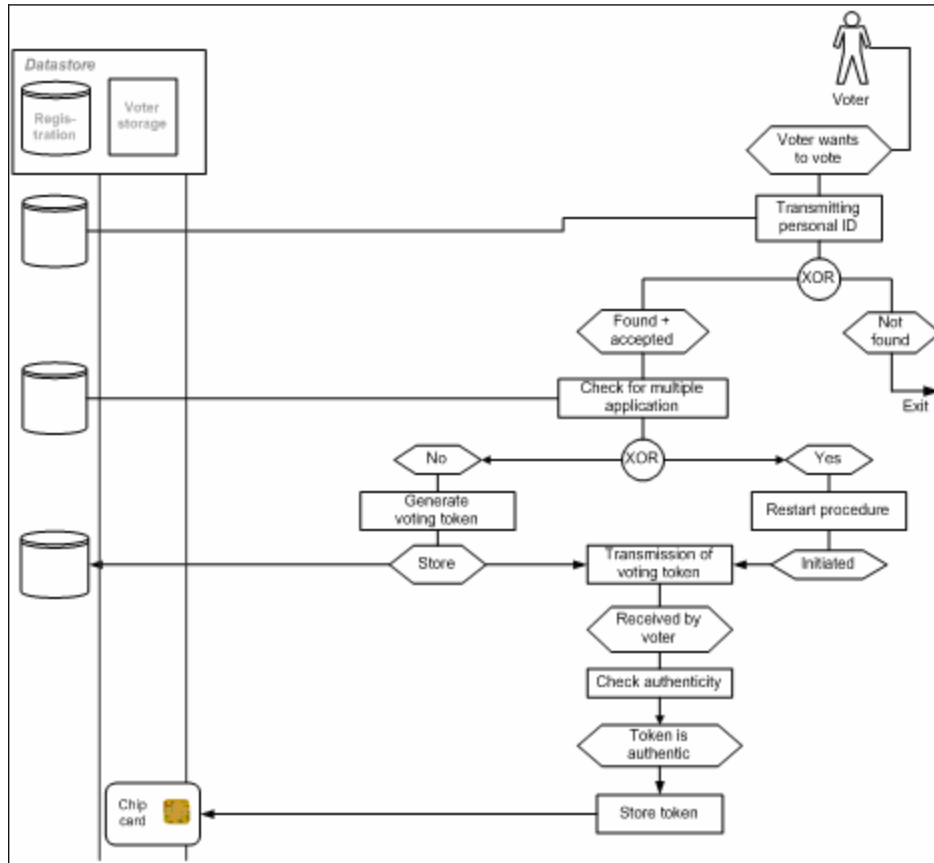 Datastore
Regis-
tration
Voter
storage
Voter
Voter wants
to vote
Transmitting
personal ID
XOR
Found +
accepted
Not
found
Check for multiple
application
Exit
No
XOR
Yes
Generate
voting token
Restart procedure
Store
Transmission of
voting token
Initiated
Received by
voter
Check authenticity
Token is
authentic
Chip
card
Store token